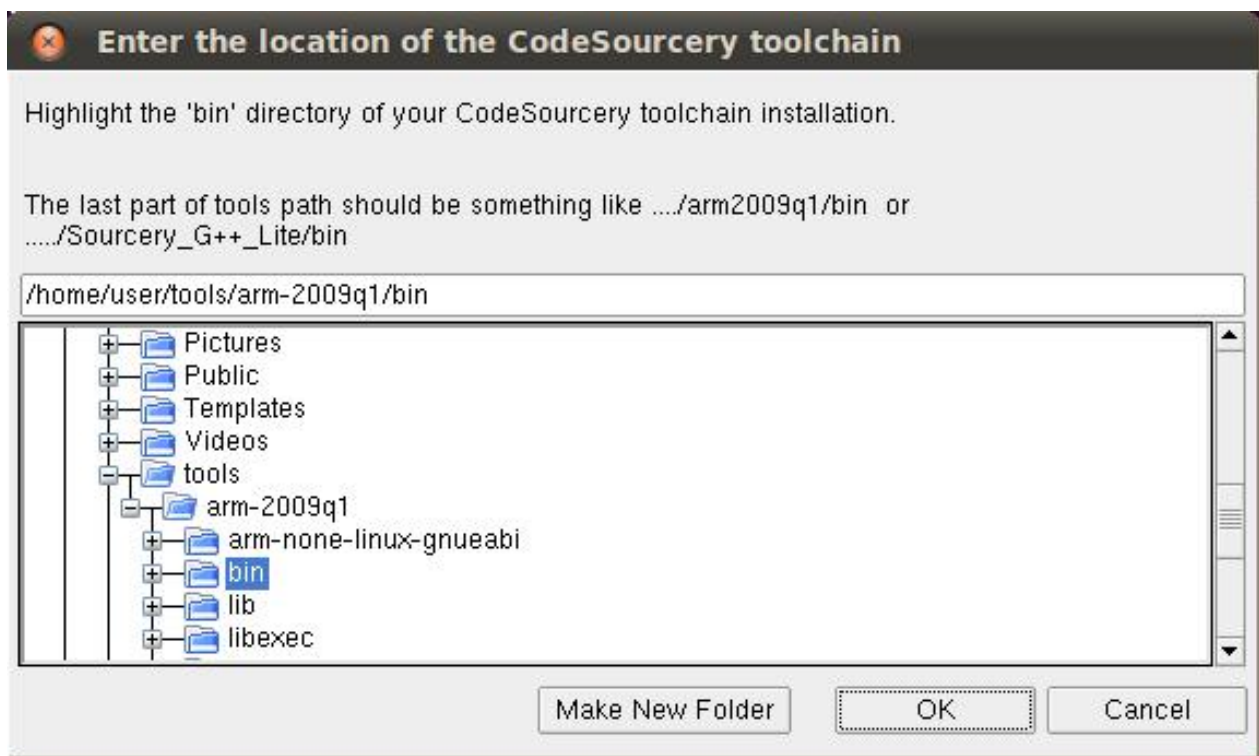 Enter the location of the CodeSourcery toolchain
Highlight the 'bin' directory of your CodeSourcery toolchain installation.
The last part of tools path should be something like ..../arm2009q1/bin or
...../Sourcery_G++_Lite/bin
/home/user/tools/arm-2009q1/bin
Pictures
Public
Templates
Videos
tools
arm-2009q1
arm-none-linux-gnueabi
bin
lib
libexec
Make New Folder OK Cancel